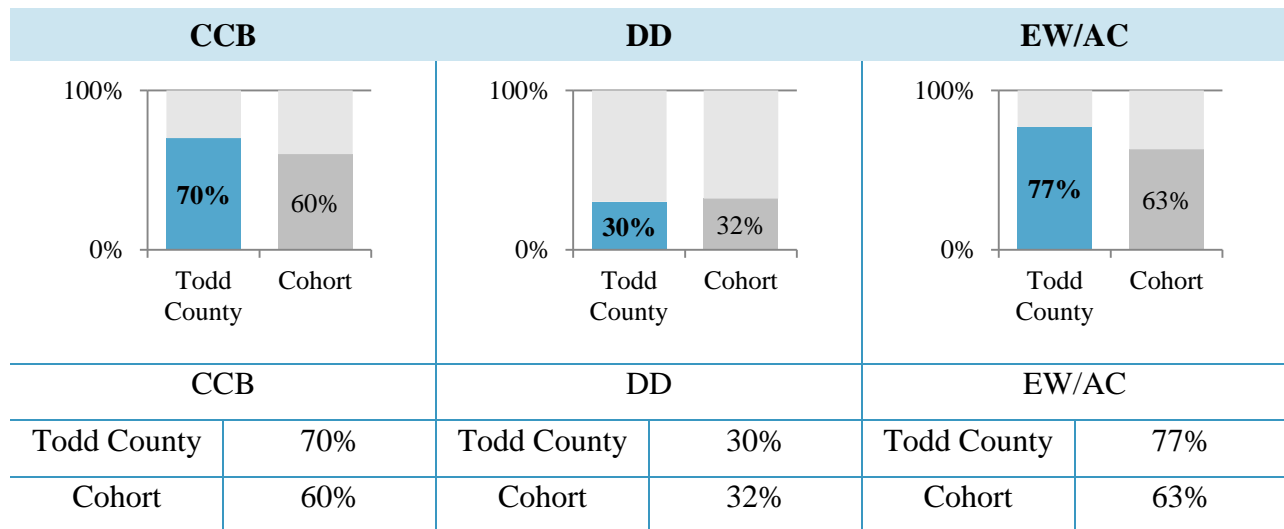 CCB DD EW/AC
100% 100% 100%
70% 60% 30% 32% 77% 63%
0% 0% 0%
Todd Cohort Todd Cohort Todd Cohort
County County County
CCB DD EW/AC
Todd County 70% Todd County 30% Todd County 77%
Cohort 60% Cohort 32% Cohort 63%